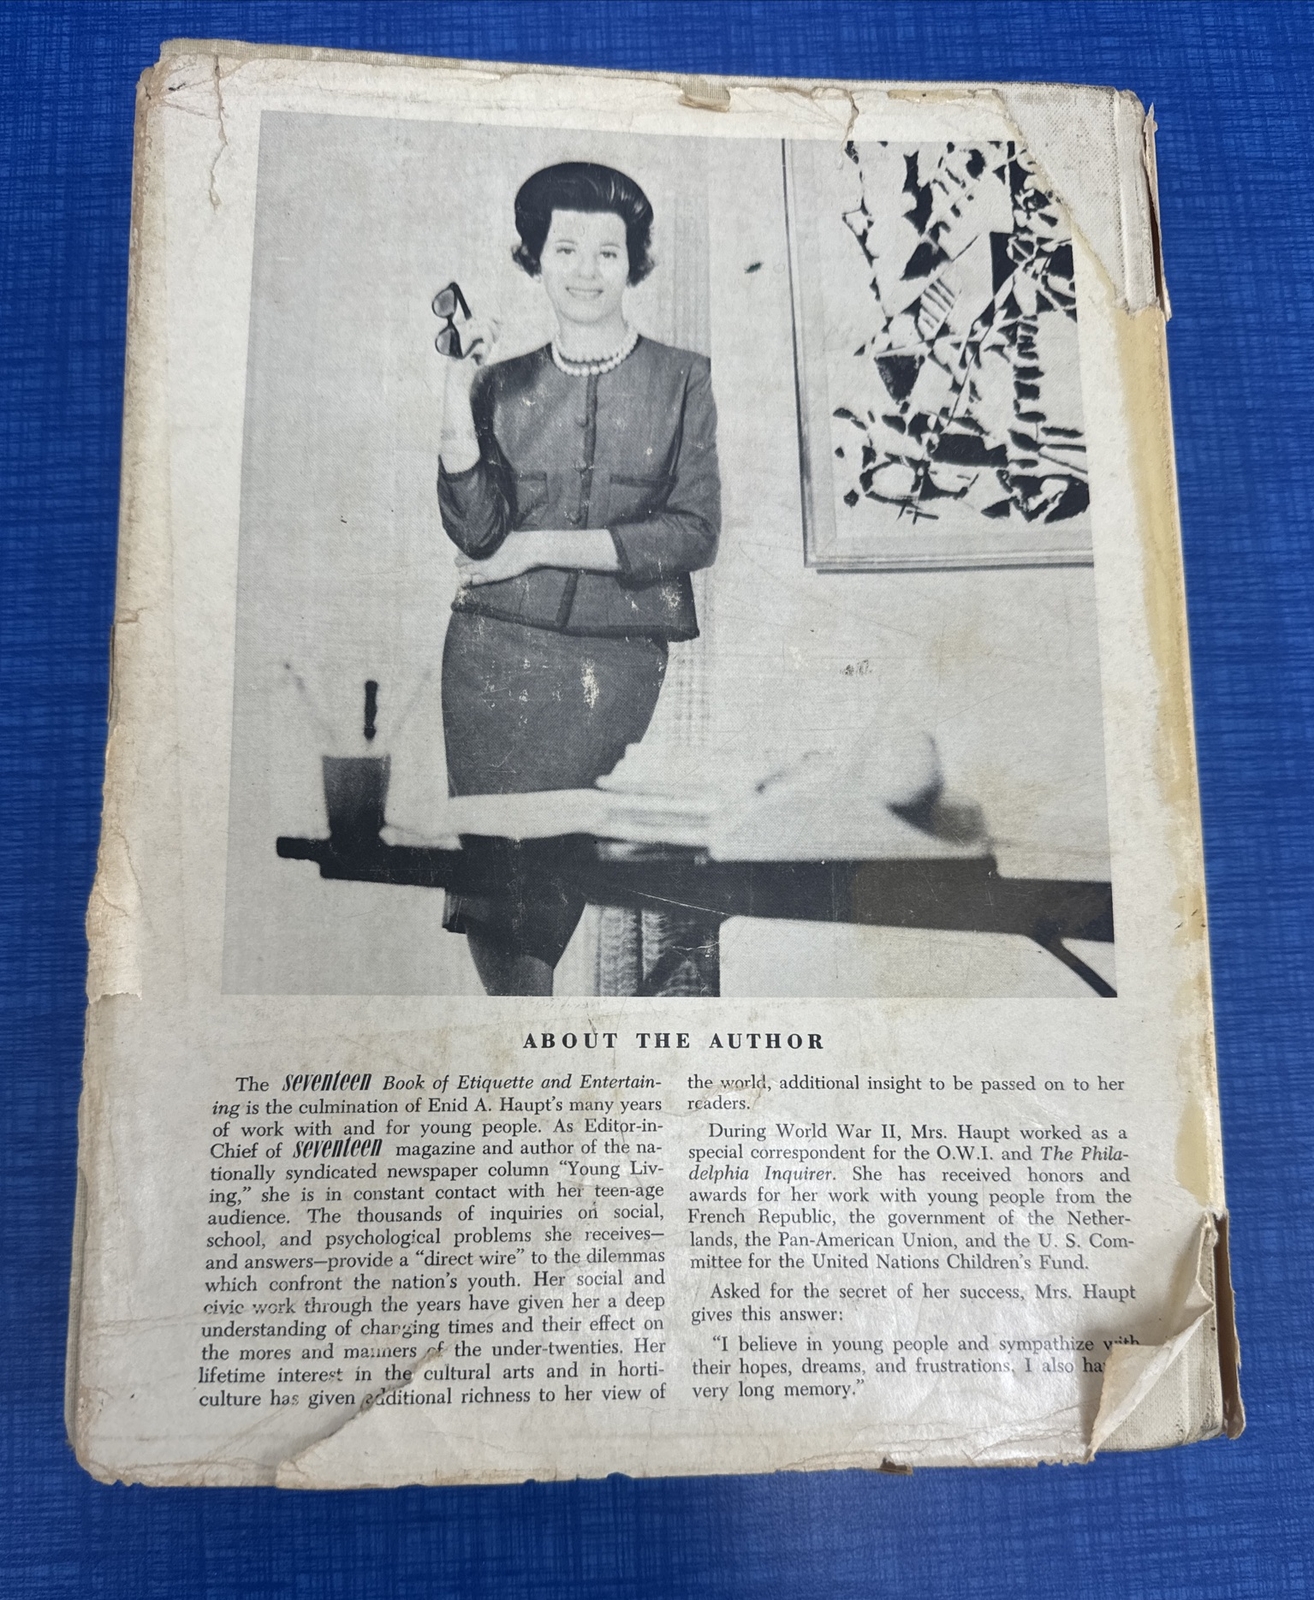 ABOUT THE AUTHOR
The seventeen Book of Etiquette and Entertain-
ing is the culmination of Enid A. Haupt's many years
of work with and for young people. As Editor-in-
Chief of seventeen magazine and author of the na-
tionally syndicated newspaper column “Young Liv-
ing,” she is in constant contact with her teen-age
audience. The thousands of inquiries on social,
school, and psychological problems she receives—
and answers—provide a “direct wire” to the dilemmas
which confront the nation's youth. Her social and
civic work through the years have given her a deep
understanding of changing times and their effect on
the mores and manners of the under-twenties. Her
lifetime interest in the cultural arts and in horti-
culture has given additional richness to her view of
the world, additional insight to be passed on to her
readers.
During World War II, Mrs. Haupt worked as a
special correspondent for the O.W.I. and The Phila-
delphia Inquirer. She has received honors and
awards for her work with young people from the
French Republic, the government of the Nether-
lands, the Pan-American Union, and the U. S. Com-
mittee for the United Nations Children's Fund.
Asked for the secret of her success, Mrs. Haupt
gives this answer:
“I believe in young people and sympathize with
their hopes, dreams, and frustrations. I also
very long memory.”